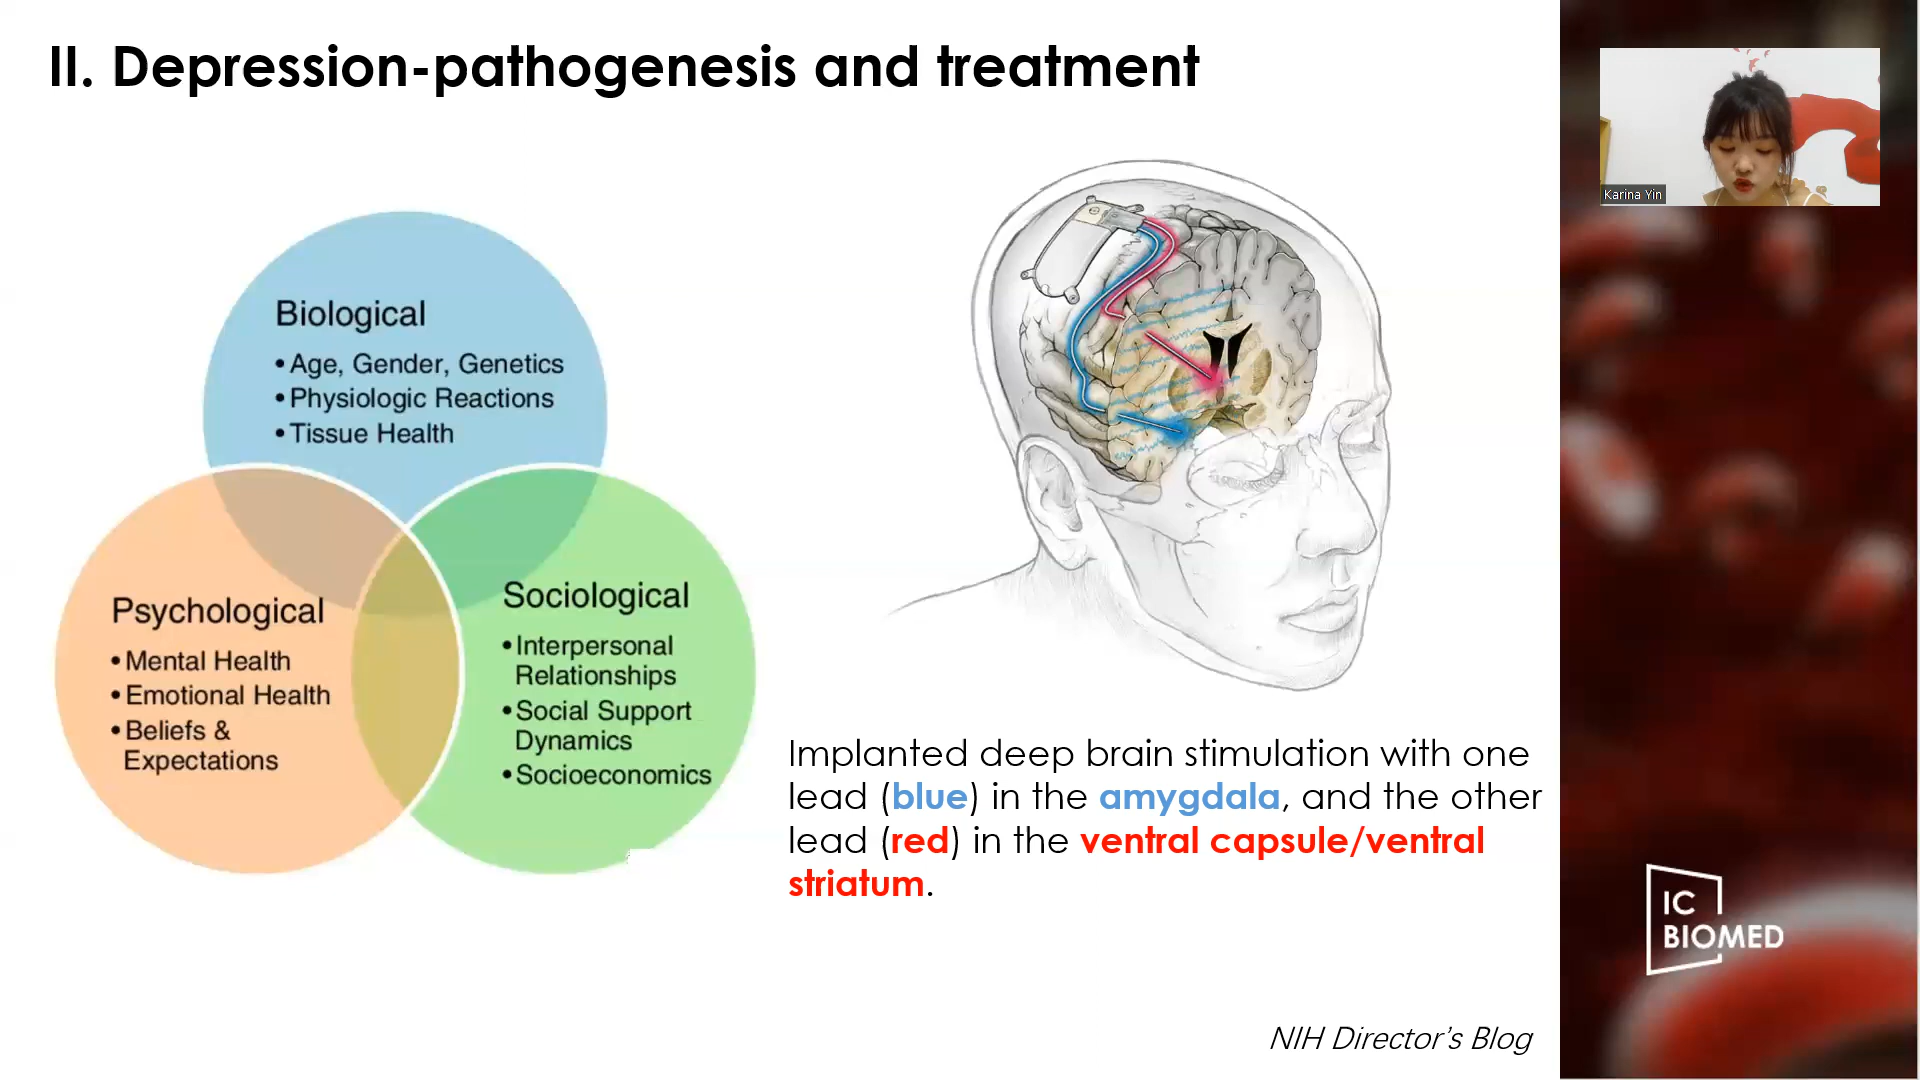 II. Depression-pathogenesis and treatment
Biological
•Age, Gender, Genetics
•Physiologic Reactions
•Tissue Health
Psychological
•Mental Health
•Emotional Health
•Beliefs &
Expectations
Sociological
•Interpersonal
Relationships
•Social Support
Dynamics
•Socioeconomics
Implanted deep brain stimulation with one
lead (blue) in the amygdala, and the other
lead (red) in the ventral capsule/ventral
striatum.
NIH Director's Blog
Karina Yin
IC
BIOMED